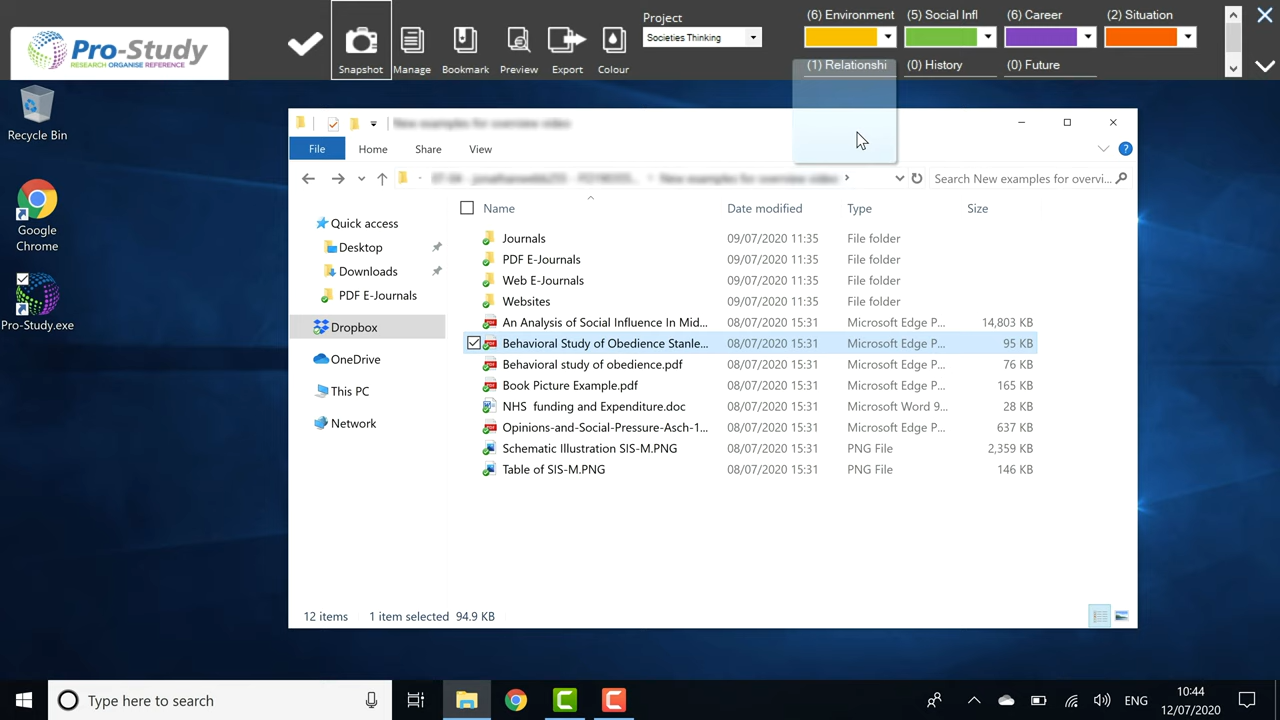 Pro-Study
RESEARCH ORGANISE REFERENCE
Snapshot
Manage
Bookmark
Preview
Export
Colour
Project
Societies Thinking
(6) Environment
(5) Social Infl
(6) Career
(2) Situation
(1) Relationshi
(0) History
(0) Future
Recycle Bin
Google
Chrome
Pro-Study.exe
File
Home
Share
View
Search New examples for overvi...
Name
Date modified
Type
Size
Quick access
Desktop
Downloads
PDF E-Journals
Dropbox
OneDrive
This PC
Network
Journals 09/07/2020 11:35 File folder
PDF E-Journals 09/07/2020 11:35 File folder
Web E-Journals 09/07/2020 11:35 File folder
Websites 09/07/2020 11:35 File folder
An Analysis of Social Influence In Mid... 08/07/2020 15:31 Microsoft Edge P... 14,803 KB
Behavioral Study of Obedience Stanle... 08/07/2020 15:31 Microsoft Edge P... 95 KB
Behavioral study of obedience.pdf 08/07/2020 15:31 Microsoft Edge P... 76 KB
Book Picture Example.pdf 08/07/2020 15:31 Microsoft Edge P... 165 KB
NHS funding and Expenditure.doc 08/07/2020 15:31 Microsoft Word 9... 28 KB
Opinions-and-Social-Pressure-Asch-1... 08/07/2020 15:31 Microsoft Edge P... 637 KB
Schematic Illustration SIS-M.PNG 08/07/2020 15:31 PNG File 2,359 KB
Table of SIS-M.PNG 08/07/2020 15:31 PNG File 146 KB
12 items 1 item selected 94.9 KB
Type here to search
ENG
10:44
12/07/2020